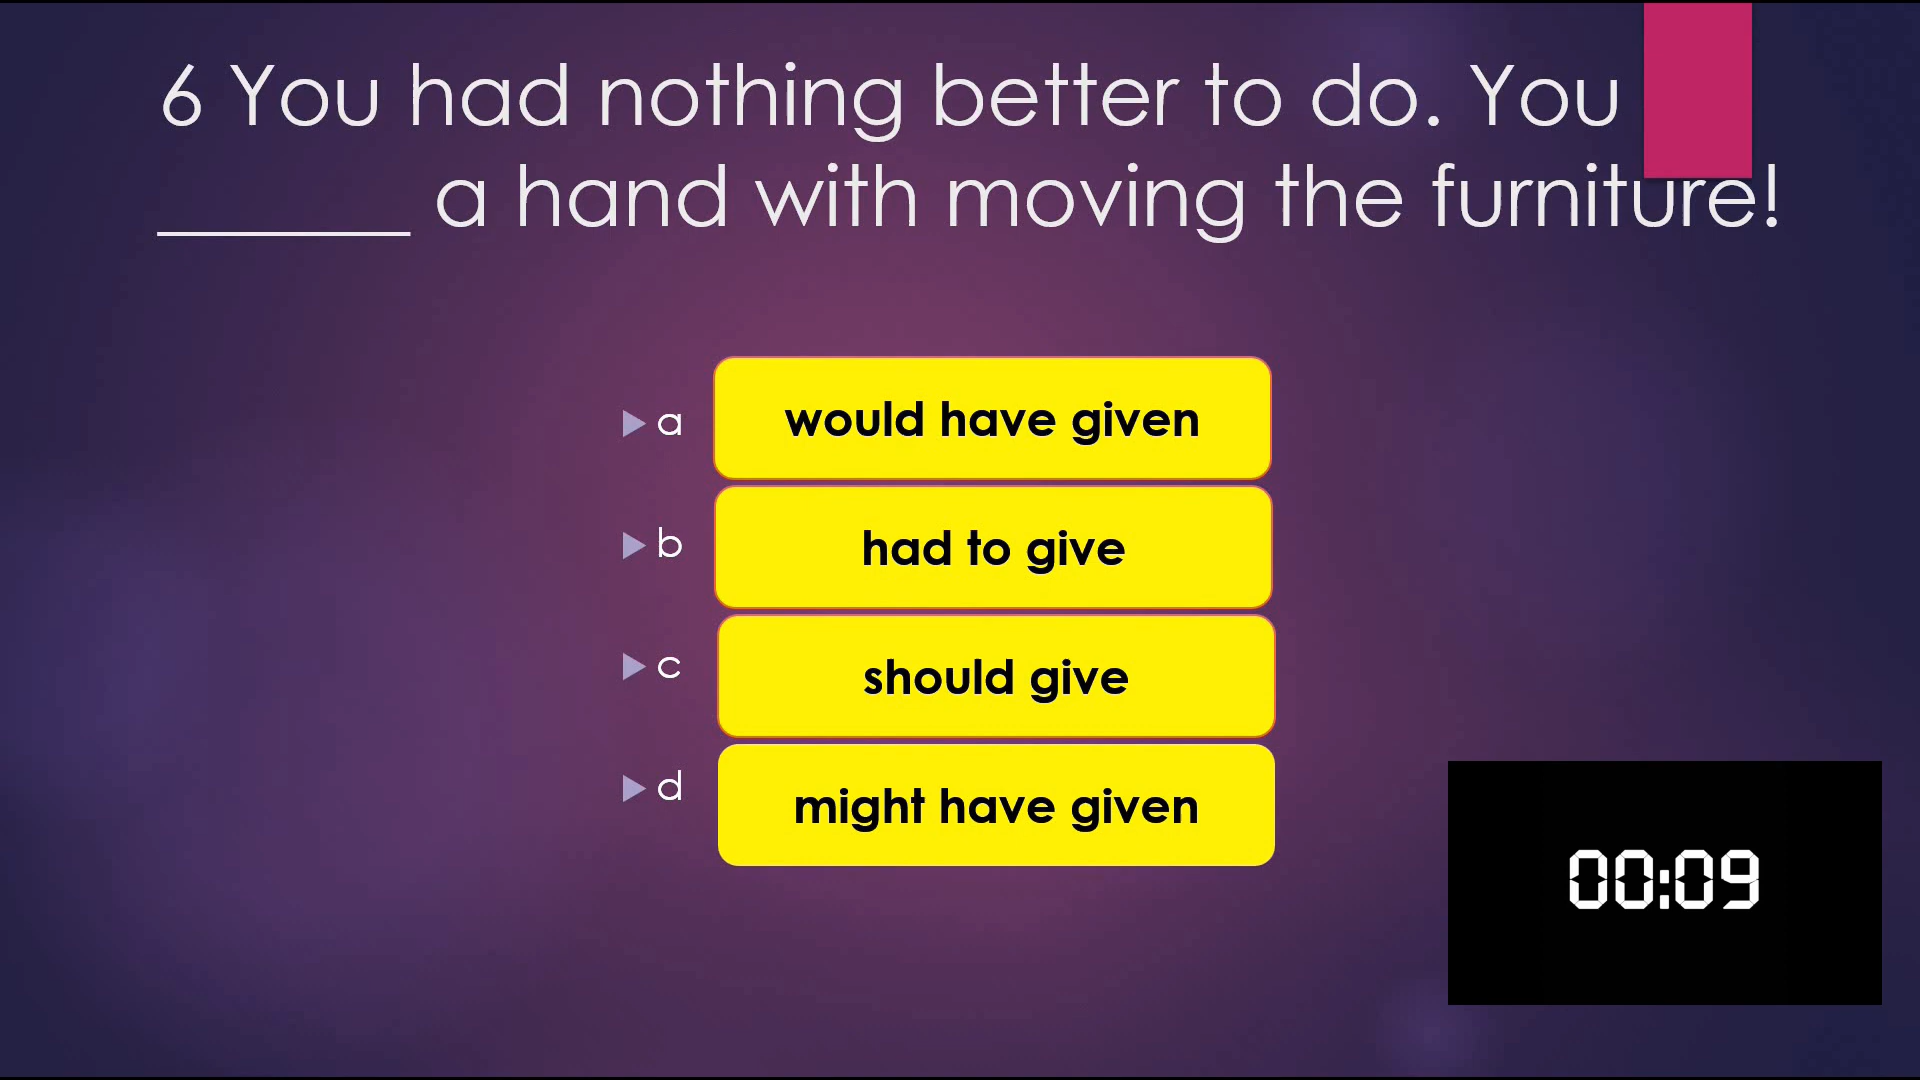 6 You had nothing better to do. You
______ a hand with moving the furniture!
a would have given
b had to give
c should give
d might have given
00:09